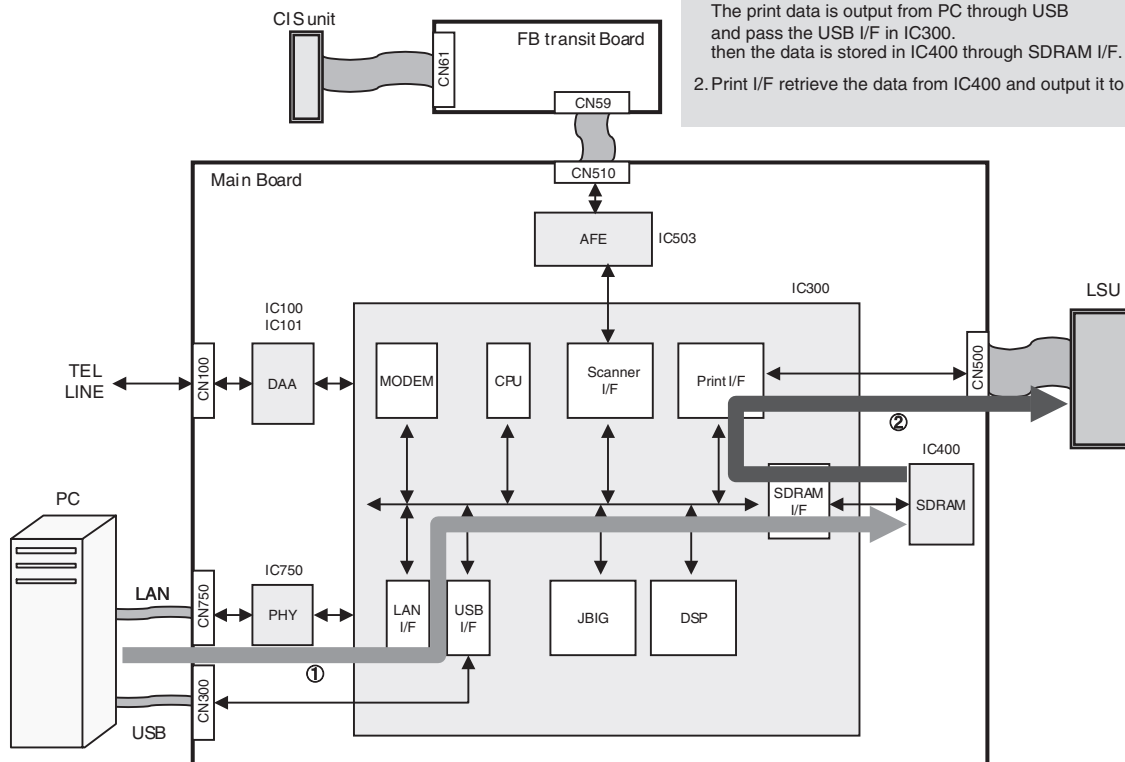 The print data is output from PC through USB
and pass the USB I/F in IC300.
then the data is stored in IC400 through SDRAM I/F.
2. Print I/F retrieve the data from IC400 and output it to
CIS unit
FB transit Board
CN61
CN59
CN510
Main Board
AFE
IC503
IC300
LSU
IC100
IC101
TEL
LINE
CN100
DAA
MODEM
CPU
Scanner
I/F
Print I/F
CN500
②
IC400
SDRAM
I/F
SDRAM
PC
LAN
CN750
IC750
PHY
LAN
I/F
USB
I/F
JBIG
DSP
①
CN300
USB